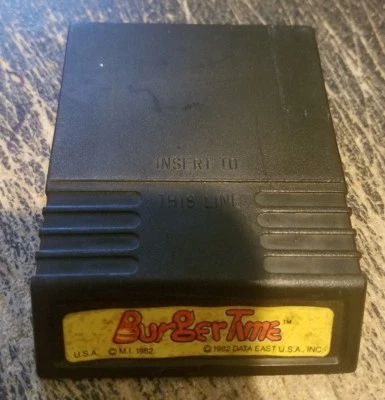 INSERT TO
THIS LINE
BurgerTime™
U.S.A. © M.I. 1982 © 1982 DATA EAST U.S.A., INC.